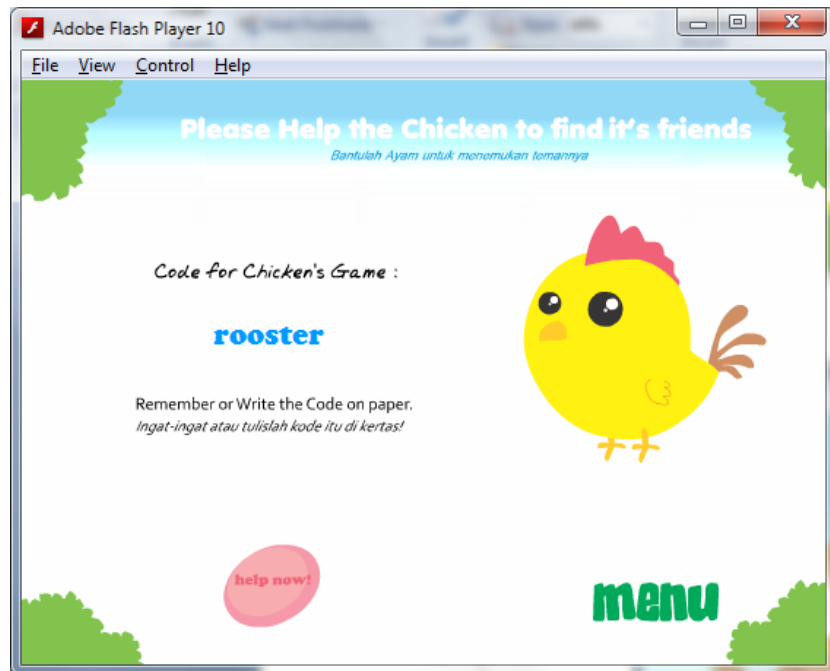 Adobe Flash Player 10
File View Control Help
Please Help the Chicken to find it's friends
Bantulah Ayam untuk menemukan temannya
Code for Chicken's Game :
rooster
Remember or Write the Code on paper.
Ingat-ingat atau tulislah kode itu di kertas!
help now!
menu